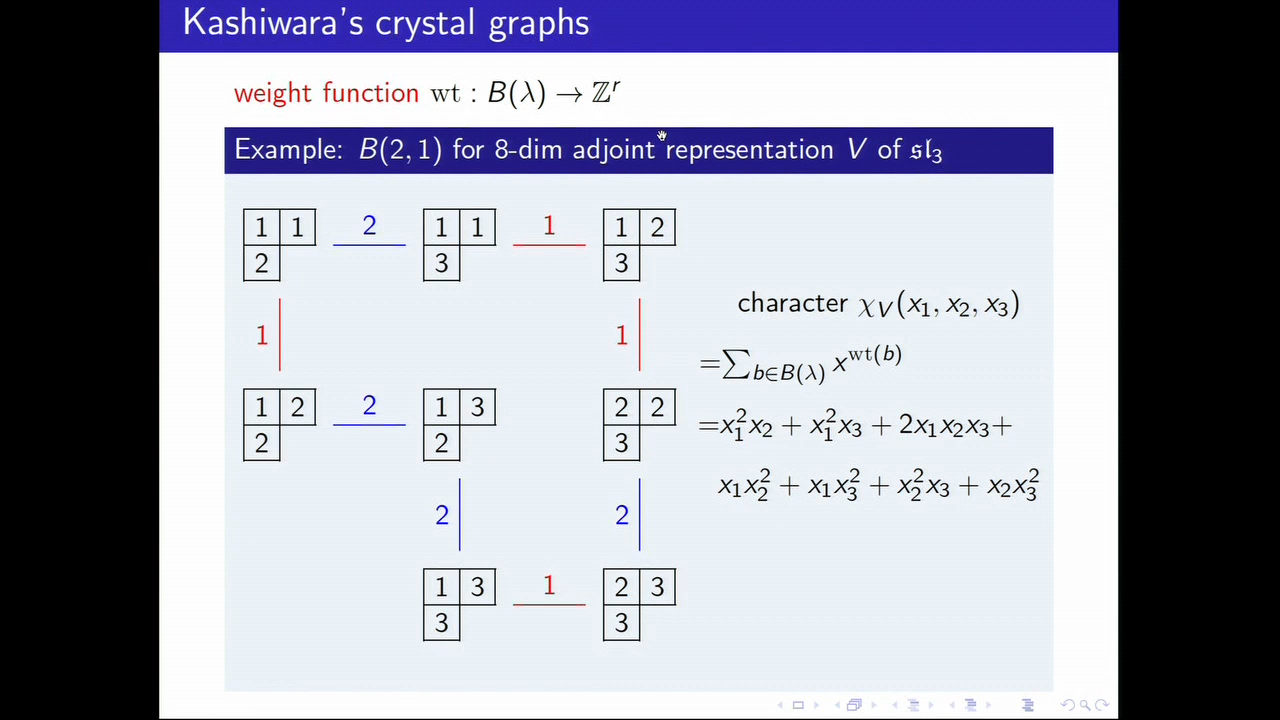 Kashiwara's crystal graphs
weight function wt : B(λ) → ℤʳ
Example: B(2, 1) for 8-dim adjoint representation V of 𝔰𝔩₃
1 1 2 1 1 1 1 2
2 3 3
1 1
1 2 2 1 3 2 2
2 2 3
2 2
1 3 1 2 3
3 3
character χ_V(x₁, x₂, x₃)
=∑_{b∈B(λ)} x^{wt(b)}
=x₁²x₂ + x₁²x₃ + 2x₁x₂x₃+
x₁x₂² + x₁x₃² + x₂²x₃ + x₂x₃²